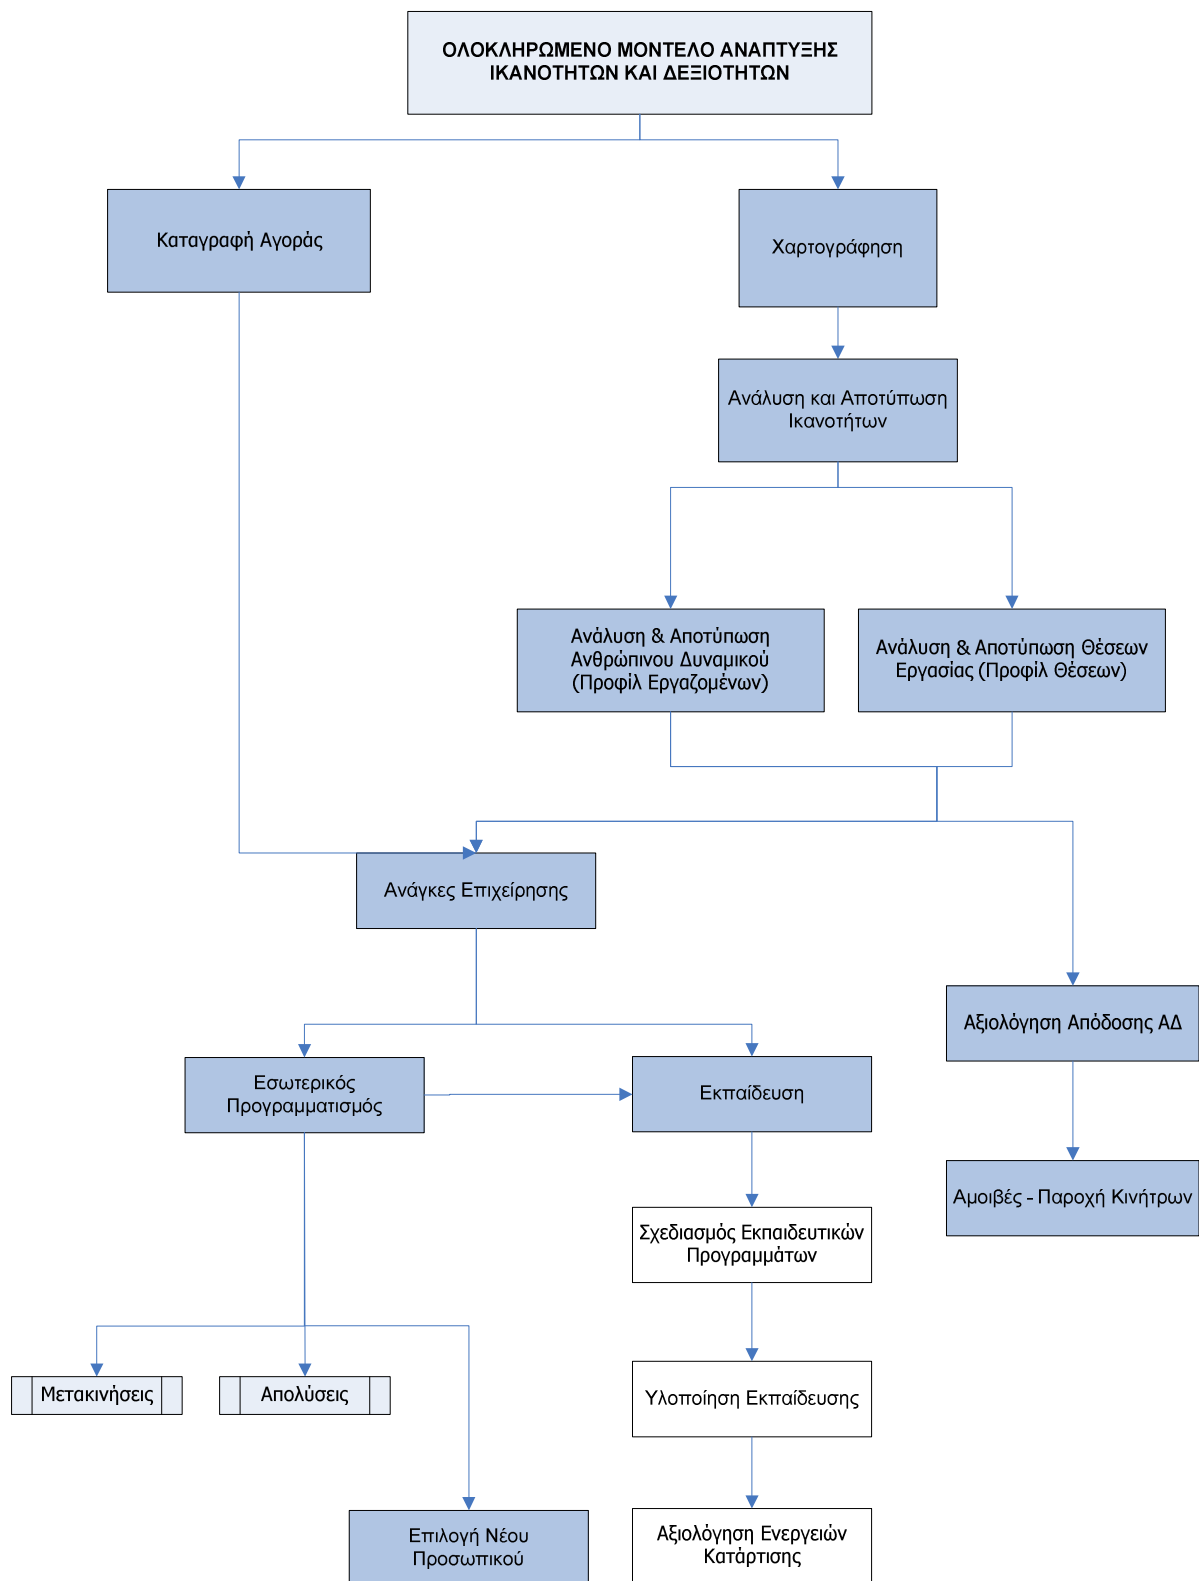 ΟΛΟΚΛΗΡΩΜΕΝΟ ΜΟΝΤΕΛΟ ΑΝΑΠΤΥΞΗΣ
ΙΚΑΝΟΤΗΤΩΝ ΚΑΙ ΔΕΞΙΟΤΗΤΩΝ
Καταγραφή Αγοράς
Χαρτογράφηση
Ανάλυση και Αποτύπωση
Ικανοτήτων
Ανάλυση & Αποτύπωση
Ανθρώπινου Δυναμικού
(Προφίλ Εργαζομένων)
Ανάλυση & Αποτύπωση Θέσεων
Εργασίας (Προφίλ Θέσεων)
Ανάγκες Επιχείρησης
Αξιολόγηση Απόδοσης ΑΔ
Εσωτερικός
Προγραμματισμός
Εκπαίδευση
Αμοιβές - Παροχή Κινήτρων
Σχεδιασμός Εκπαιδευτικών
Προγραμμάτων
Μετακινήσεις
Απολύσεις
Υλοποίηση Εκπαίδευσης
Επιλογή Νέου
Προσωπικού
Αξιολόγηση Ενεργειών
Κατάρτισης